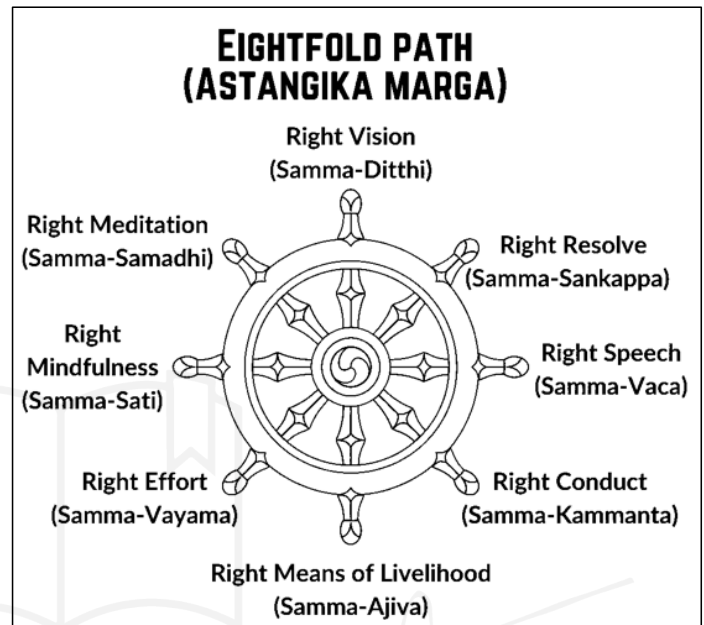 EIGHTFOLD PATH
(ASTANGIKA MARGA)
Right Vision
(Samma-Ditthi)
Right Resolve
(Samma-Sankappa)
Right Speech
(Samma-Vaca)
Right Conduct
(Samma-Kammanta)
Right Means of Livelihood
(Samma-Ajiva)
Right Effort
(Samma-Vayama)
Right
Mindfulness
(Samma-Sati)
Right Meditation
(Samma-Samadhi)